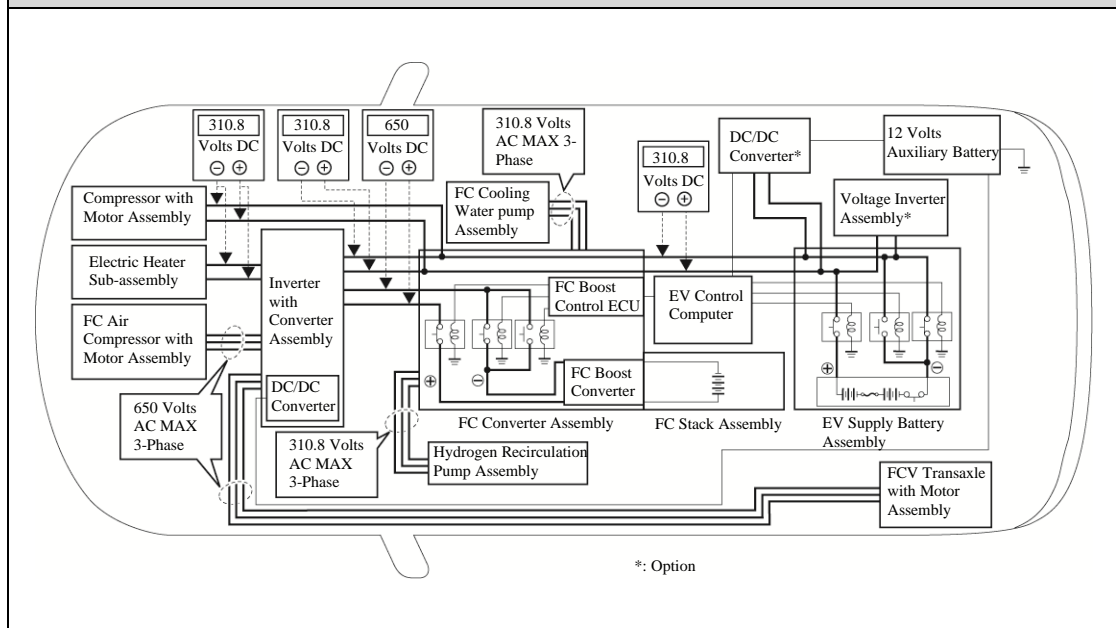 310.8
Volts DC
310.8
Volts DC
650
Volts DC
310.8 Volts
AC MAX 3-
Phase
310.8
Volts DC
DC/DC
Converter*
12 Volts
Auxiliary Battery
Compressor with
Motor Assembly
FC Cooling
Water pump
Assembly
Voltage Inverter
Assembly*
Electric Heater
Sub-assembly
Inverter
with
Converter
Assembly
FC Boost
Control ECU
EV Control
Computer
FC Air
Compressor with
Motor Assembly
DC/DC
Converter
FC Boost
Converter
650 Volts
AC MAX
3-Phase
FC Converter Assembly
FC Stack Assembly
EV Supply Battery
Assembly
310.8 Volts
AC MAX
3-Phase
Hydrogen Recirculation
Pump Assembly
FCV Transaxle
with Motor
Assembly
*: Option